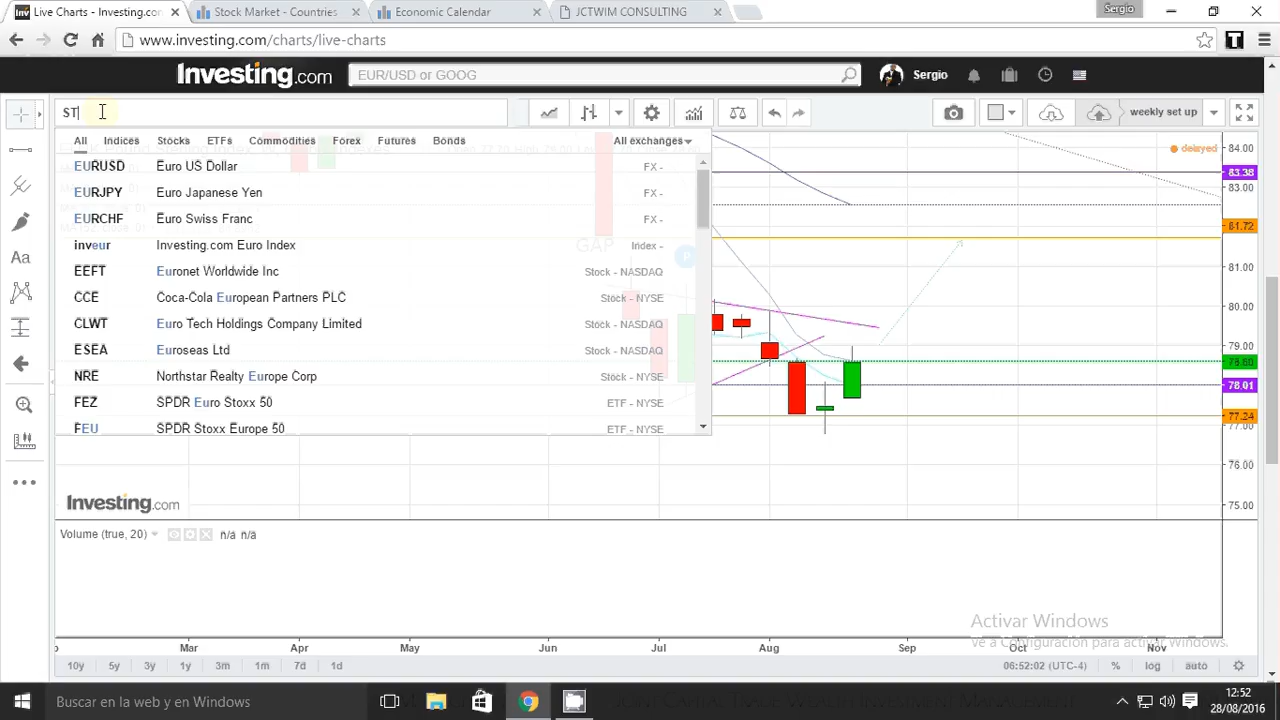 Live Charts - Investing.con
Stock Market - Countries
Economic Calendar
JCTWIM CONSULTING
Sergio
www.investing.com/charts/live-charts
Investing.com
EUR/USD or GOOG
Sergio
ST
weekly set up
All Indices Stocks ETFs Commodities Forex Futures Bonds All exchanges
EURUSD Euro US Dollar FX -
EURJPY Euro Japanese Yen FX -
EURCHF Euro Swiss Franc FX -
inveur Investing.com Euro Index Index -
EEFT Euronet Worldwide Inc Stock - NASDAQ
CCE Coca-Cola European Partners PLC Stock - NYSE
CLWT Euro Tech Holdings Company Limited Stock - NASDAQ
ESEA Euroseas Ltd Stock - NASDAQ
NRE Northstar Realty Europe Corp Stock - NYSE
FEZ SPDR Euro Stoxx 50 ETF - NYSE
FEU SPDR Stoxx Europe 50 ETF - NYSE
GAP
delayed
84.00
83.38
83.00
81.72
81.00
80.00
79.00
78.01
77.24
77.00
76.00
75.00
Investing.com
Volume (true, 20) n/a n/a
Activar Windows
Ve a Configuración para activar Windows.
Mar Apr May Jun Jul Aug Sep Oct Nov
10y 5y 3y 1y 3m 1m 7d 1d
06:52:02 (UTC-4) % log auto
Buscar en la web y en Windows
12:52
28/08/2016